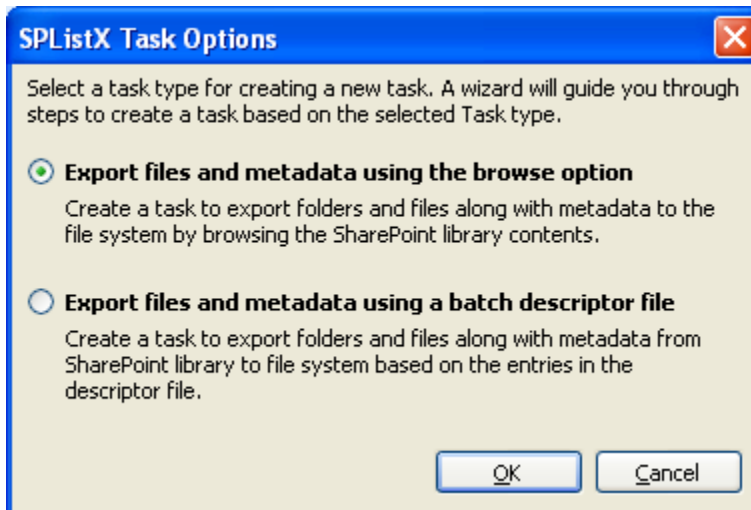 SPListX Task Options
Select a task type for creating a new task. A wizard will guide you through
steps to create a task based on the selected Task type.
Export files and metadata using the browse option
Create a task to export folders and files along with metadata to the
file system by browsing the SharePoint library contents.
Export files and metadata using a batch descriptor file
Create a task to export folders and files along with metadata from
SharePoint library to file system based on the entries in the
descriptor file.
OK Cancel